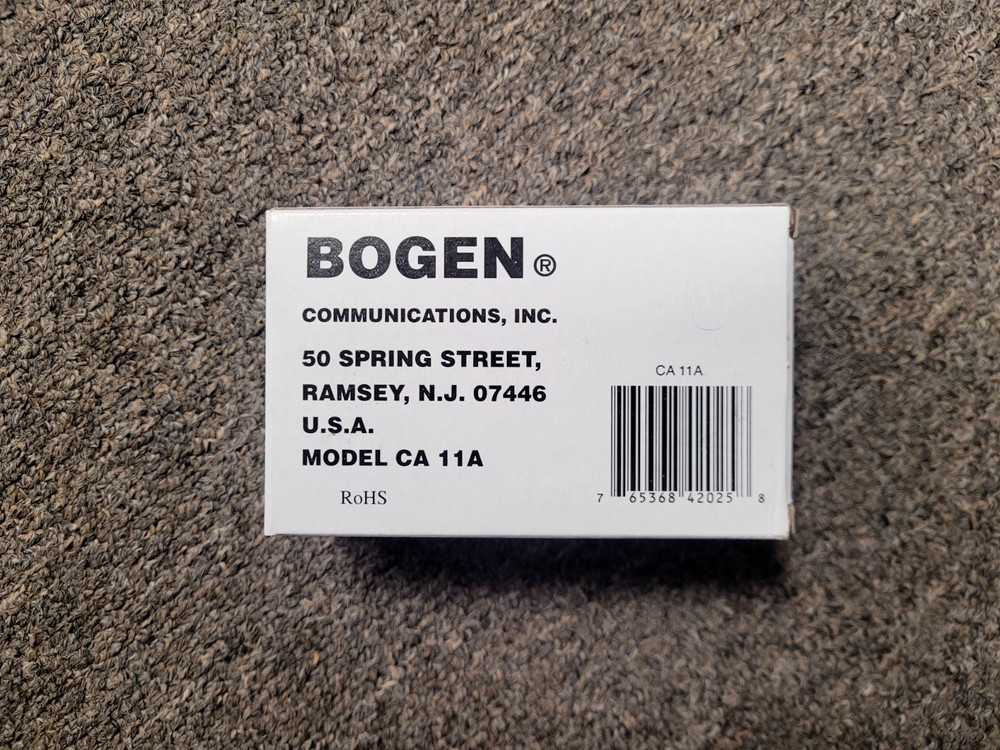 BOGEN®
COMMUNICATIONS, INC.
50 SPRING STREET,
RAMSEY, N.J. 07446
U.S.A.
MODEL CA 11A
RoHS
CA 11A
7 65368 42025 8